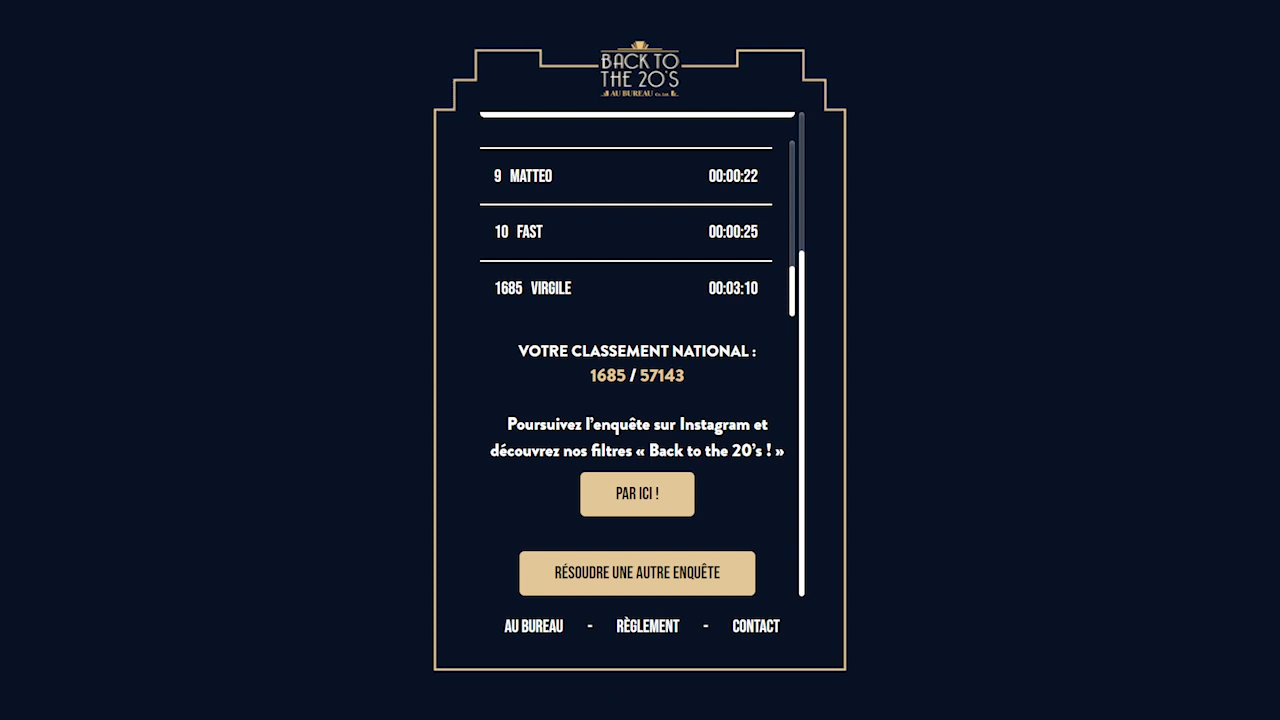 BACK TO
THE 20'S
AU BUREAU Co. Ltd.
9 MATTEO 00:00:22
10 FAST 00:00:25
1685 VIRGILE 00:03:10
VOTRE CLASSEMENT NATIONAL :
1685 / 57143
Poursuivez l’enquête sur Instagram et
découvrez nos filtres « Back to the 20’s ! »
PAR ICI !
RÉSOUDRE UNE AUTRE ENQUÊTE
AU BUREAU - RÈGLEMENT - CONTACT